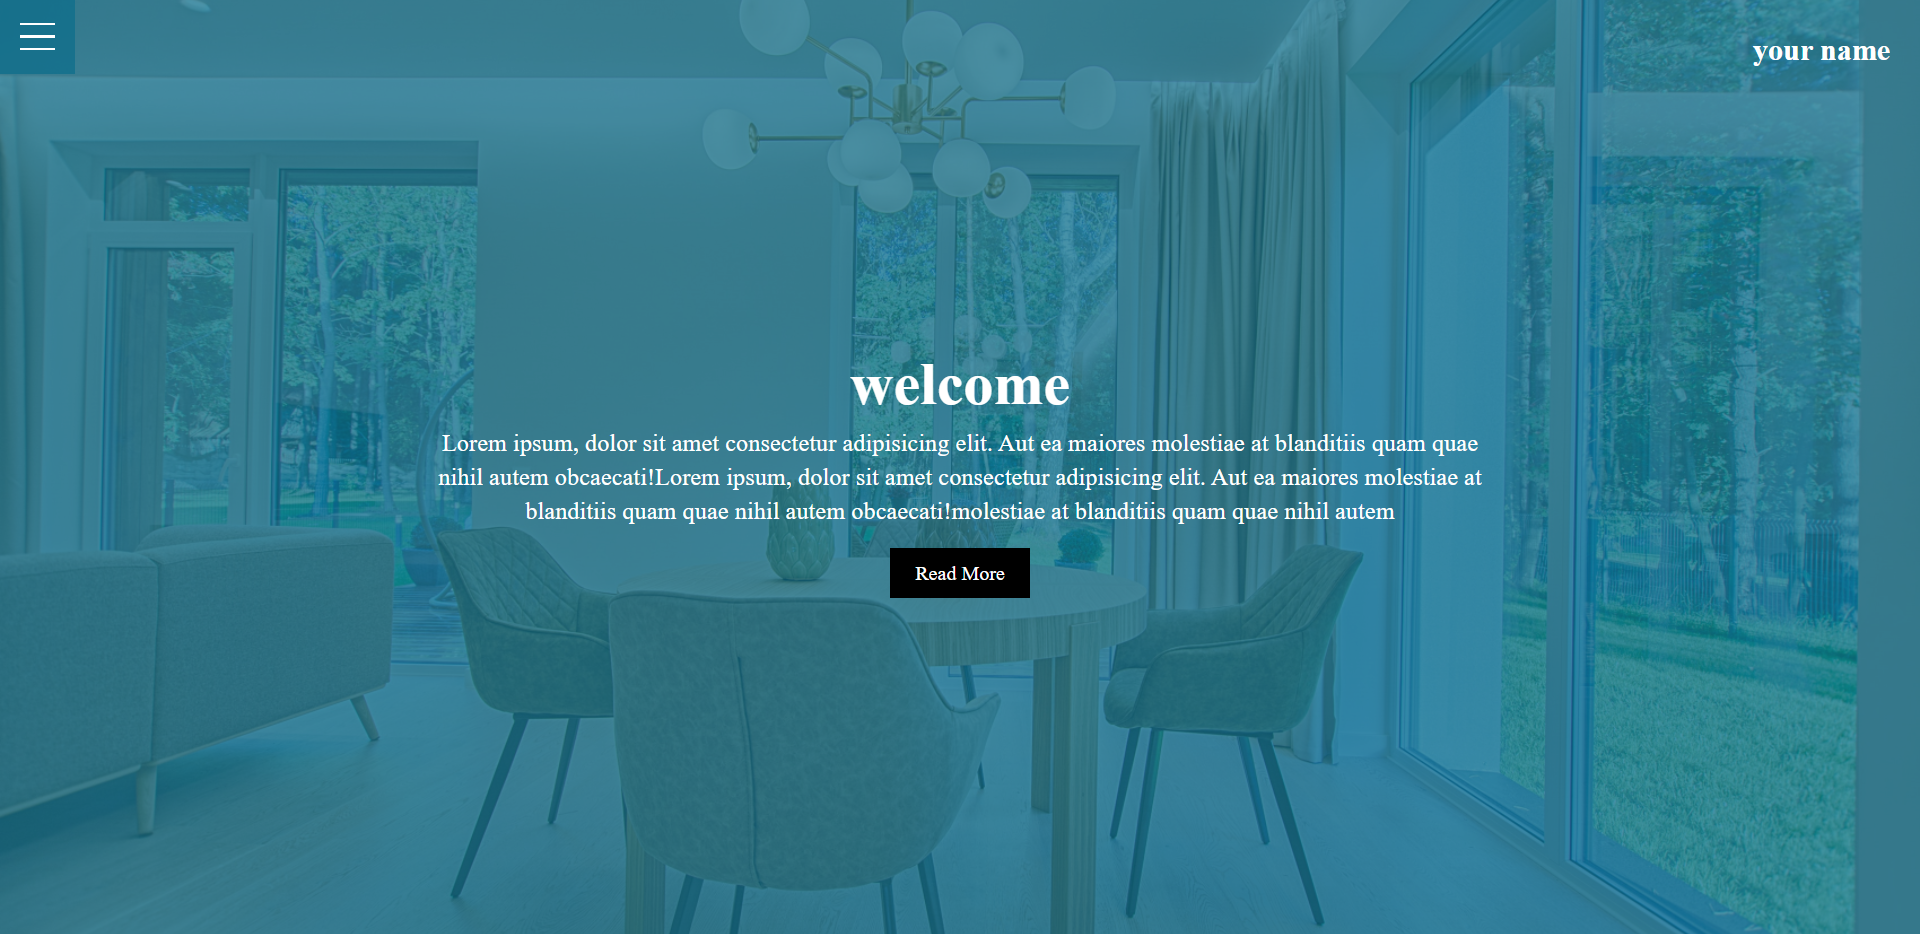 your name
welcome
Lorem ipsum, dolor sit amet consectetur adipisicing elit. Aut ea maiores molestiae at blanditiis quam quae
nihil autem obcaecati!Lorem ipsum, dolor sit amet consectetur adipisicing elit. Aut ea maiores molestiae at
blanditiis quam quae nihil autem obcaecati!molestiae at blanditiis quam quae nihil autem
Read More